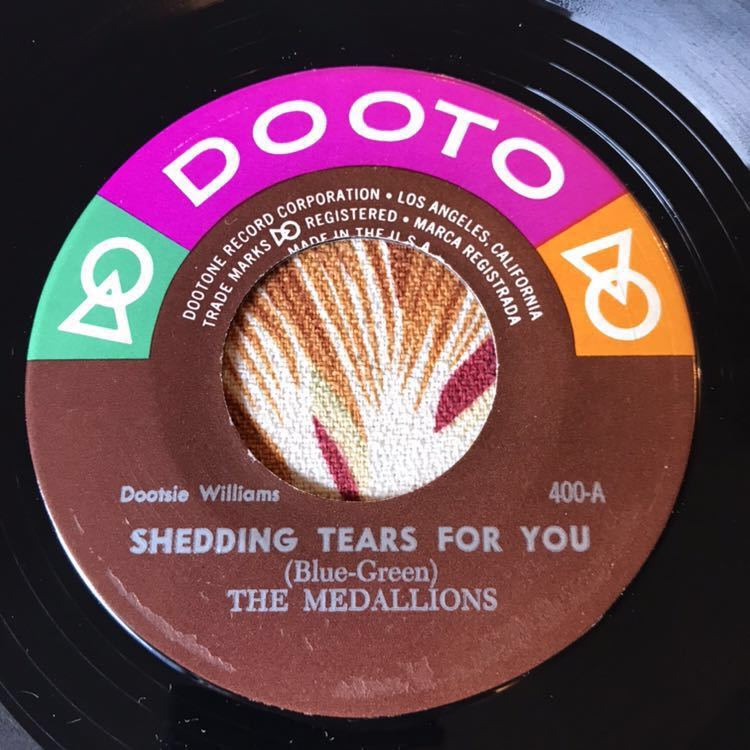 DOOTO
DOOTONE RECORD CORPORATION • LOS ANGELES, CALIFORNIA
TRADE MARKS REGISTERED • MARCA REGISTRADA
MADE IN THE U.S.A.
Dootsie Williams
400-A
SHEDDING TEARS FOR YOU
(Blue-Green)
THE MEDALLIONS